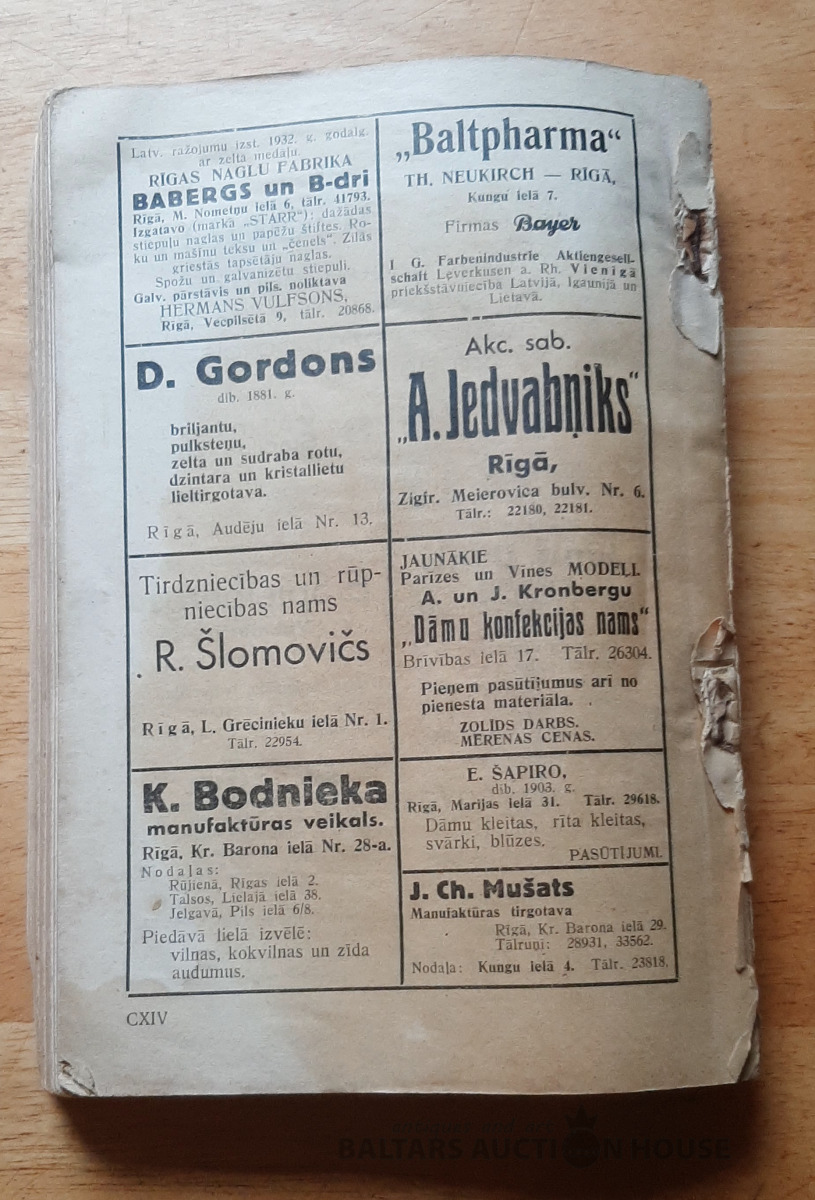 Latv. ražojumu izst. 1932. g. godalg.
ar zelta medaļu.
RĪGAS NAGLU FABRIKA
BABERGS un B-dri
Rīgā, M. Nometņu ielā 6, tālr. 41793.
Izgatavo (marka „STARR“): dažādas
stiepuļu naglas un papēžu štiftes. Ro-
ku un mašīnu teksu un „čenels“. Zilās
griestās tapsētāju naglas.
Spožu un galvanizētu stiepuli.
Galv. pārstāvis un pils. noliktava
HERMANS VULFSONS,
Rīgā, Vecpilsētā 9, tālr. 20868.
„Baltpharma“
TH. NEUKIRCH — RĪGĀ,
Kungu ielā 7.
Firmas Bayer
I G. Farbenindustrie Aktiengesell-
schaft Leverkusen a. Rh. Vienīgā
priekšstāvniecība Latvijā, Igaunijā un
Lietavā.
D. Gordons
dib. 1881. g.
briljantu,
pulksteņu,
zelta un sudraba rotu,
dzintara un kristallietu
lieltirgotava.
Rīgā, Audēju ielā Nr. 13.
Akc. sab.
„A. Jedvabņiks“
Rīgā,
Zigfr. Meierovica bulv. Nr. 6.
Tālr.: 22180, 22181.
Tirdzniecības un rūp-
niecības nams
R. Šlomovičs
Rīgā, L. Grēcinieku ielā Nr. 1.
Tālr. 22954.
JAUNĀKIE
Parīzes un Vīnes MODEĻI.
A. un J. Kronbergu
„Dāmu konfekcijas nams“
Brīvības ielā 17. Tālr. 26304.
Pieņem pasūtījumus arī no
pienesta materiāla.
ZOLĪDS DARBS.
MĒRENAS CENAS.
K. Bodnieka
manufaktūras veikals.
Rīgā, Kr. Barona ielā Nr. 28-a.
Nodaļas:
Rūjienā, Rīgas ielā 2.
Talsos, Lielajā ielā 38.
Jelgavā, Pils ielā 6/8.
Piedāvā lielā izvēlē:
vilnas, kokvilnas un zīda
audumus.
E. ŠAPIRO,
dib. 1903. g.
Rīgā, Marijas ielā 31. Tālr. 29618.
Dāmu kleitas, rīta kleitas,
svārki, blūzes.
PASŪTĪJUMI.
J. Ch. Mušats
Manufaktūras tirgotava
Rīgā, Kr. Barona ielā 29.
Tālruņi: 28931, 33562.
Nodaļa: Kungu ielā 4. Tālr. 23818.
CXIV
BALTARS AUCTION HOUSE